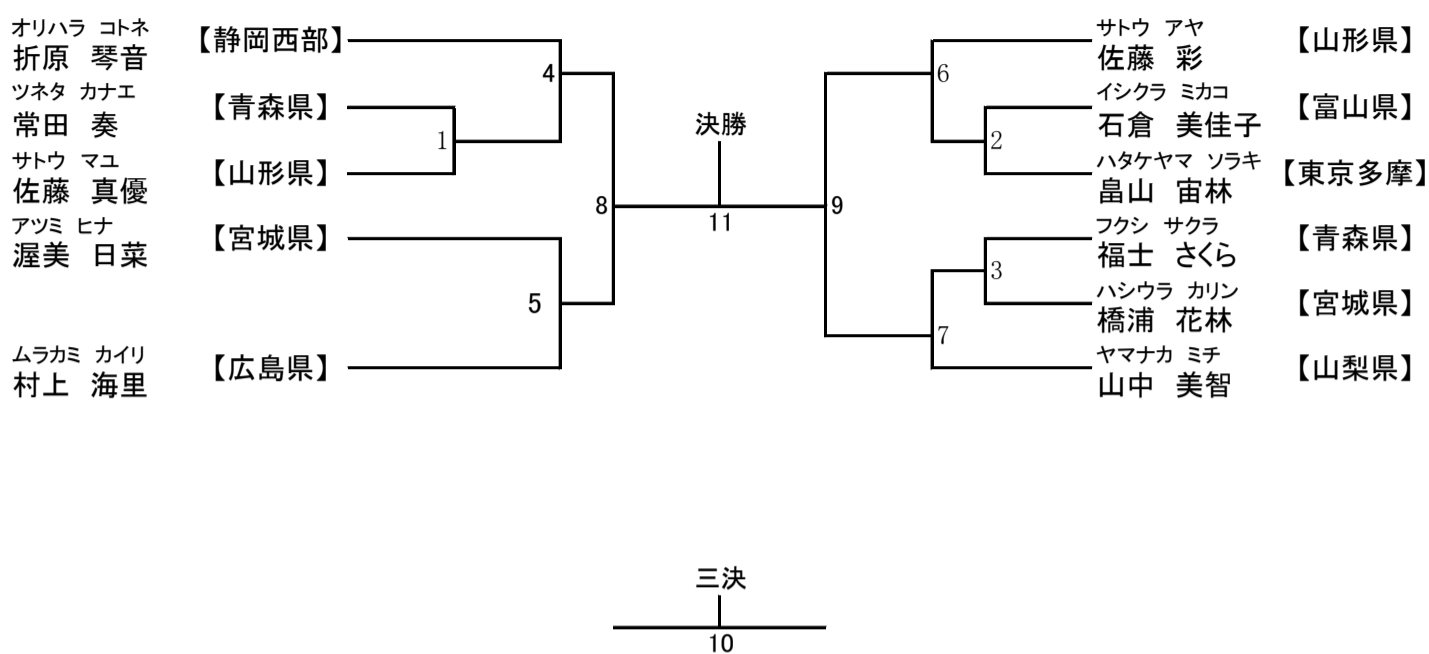 オリハラ コトネ
折原 琴音 【静岡西部】
ツネタ カナエ
常田 奏 【青森県】
サトウ マユ
佐藤 真優 【山形県】
アツミ ヒナ
渥美 日菜 【宮城県】
ムラカミ カイリ
村上 海里 【広島県】
1
4
5
8
決勝
11
9
6
2
3
7
サトウ アヤ
佐藤 彩 【山形県】
イシクラ ミカコ
石倉 美佳子 【富山県】
ハタケヤマ ソラキ
畠山 宙林 【東京多摩】
フクシ サクラ
福士 さくら 【青森県】
ハシウラ カリン
橋浦 花林 【宮城県】
ヤマナカ ミチ
山中 美智 【山梨県】
三決
10